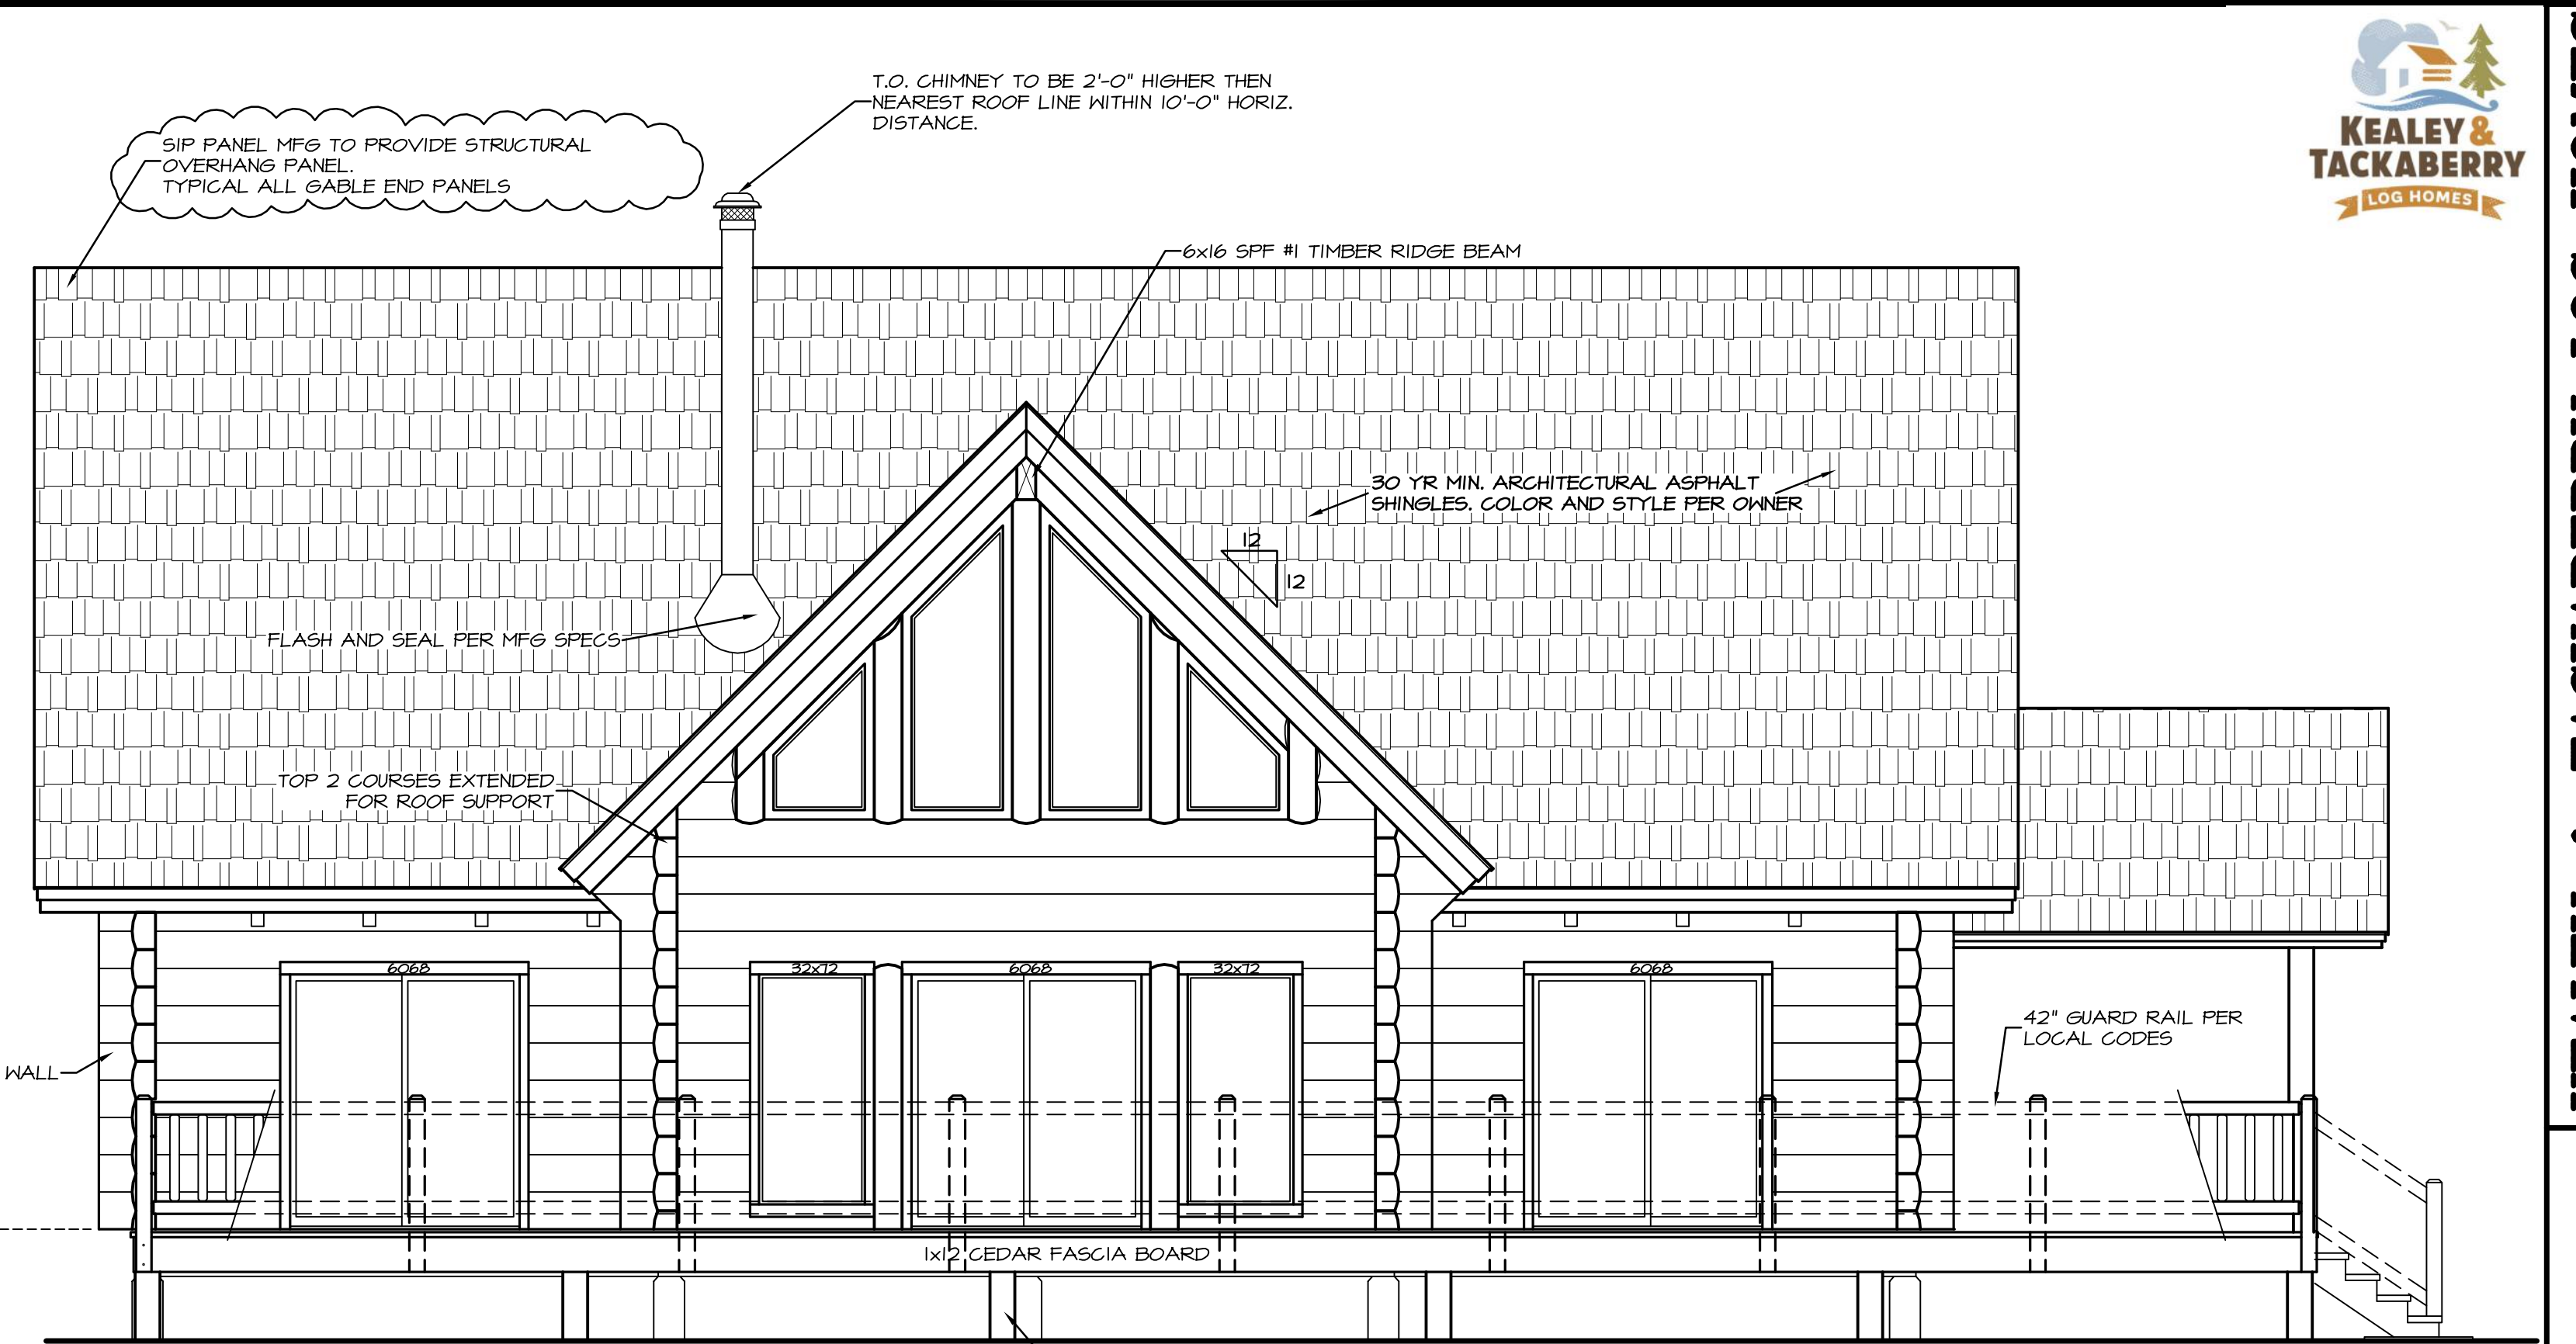 T.O. CHIMNEY TO BE 2'-0" HIGHER THEN
NEAREST ROOF LINE WITHIN 10'-0" HORIZ.
DISTANCE.
SIP PANEL MFG TO PROVIDE STRUCTURAL
OVERHANG PANEL.
TYPICAL ALL GABLE END PANELS
KEALEY &
TACKABERRY
LOG HOMES
6x16 SPF #1 TIMBER RIDGE BEAM
30 YR MIN. ARCHITECTURAL ASPHALT
SHINGLES. COLOR AND STYLE PER OWNER
12
12
FLASH AND SEAL PER MFG SPECS
TOP 2 COURSES EXTENDED
FOR ROOF SUPPORT
6068
32x72
6068
32x72
6068
42" GUARD RAIL PER
LOCAL CODES
WALL
1x12 CEDAR FASCIA BOARD